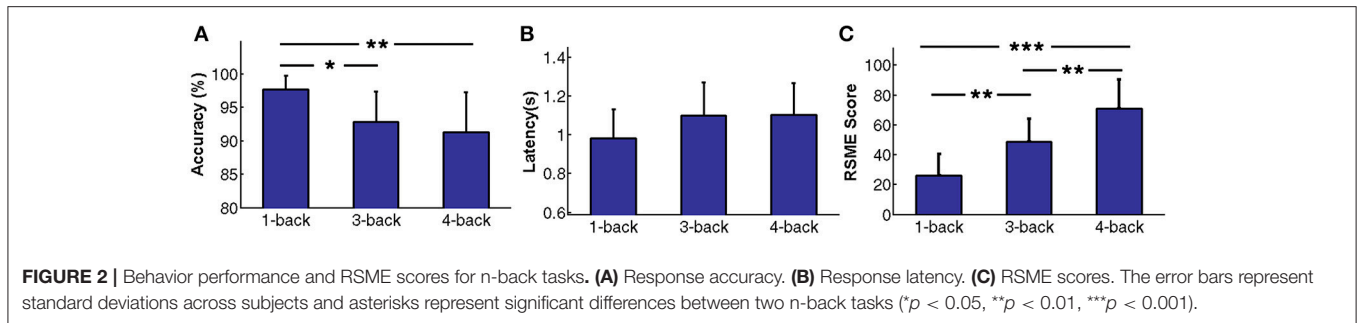 A
**
*
Accuracy (%)
100
95
90
85
80
1-back 3-back 4-back
B
Latency(s)
1.4
1.2
1
0.8
0.6
1-back 3-back 4-back
C
***
**
**
RSME Score
100
80
60
40
20
0
1-back 3-back 4-back
FIGURE 2 | Behavior performance and RSME scores for n-back tasks. (A) Response accuracy. (B) Response latency. (C) RSME scores. The error bars represent
standard deviations across subjects and asterisks represent significant differences between two n-back tasks (*p < 0.05, **p < 0.01, ***p < 0.001).